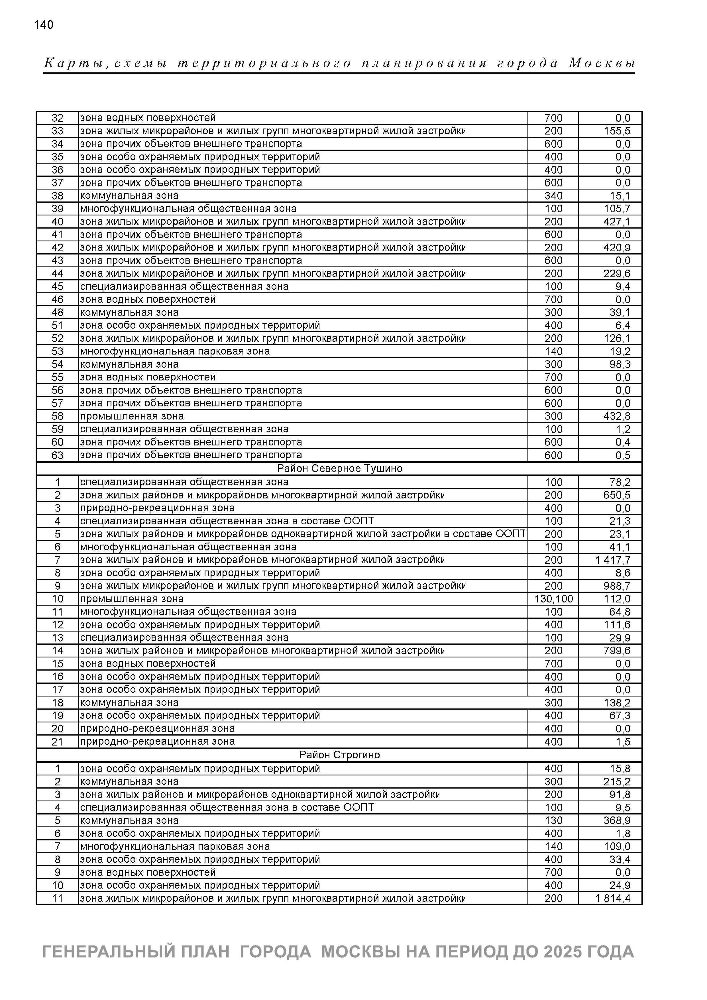 140
Карты,схемы территориального планирования города Москвы
32 зона водных поверхностей 700 0,0
33 зона жилых микрорайонов и жилых групп многоквартирной жилой застройки 200 155,5
34 зона прочих объектов внешнего транспорта 600 0,0
35 зона особо охраняемых природных территорий 400 0,0
36 зона особо охраняемых природных территорий 400 0,0
37 зона прочих объектов внешнего транспорта 600 0,0
38 коммунальная зона 340 15,1
39 многофункциональная общественная зона 100 105,7
40 зона жилых микрорайонов и жилых групп многоквартирной жилой застройки 200 427,1
41 зона прочих объектов внешнего транспорта 600 0,0
42 зона жилых микрорайонов и жилых групп многоквартирной жилой застройки 200 420,9
43 зона прочих объектов внешнего транспорта 600 0,0
44 зона жилых микрорайонов и жилых групп многоквартирной жилой застройки 200 229,6
45 специализированная общественная зона 100 9,4
46 зона водных поверхностей 700 0,0
48 коммунальная зона 300 39,1
51 зона особо охраняемых природных территорий 400 6,4
52 зона жилых микрорайонов и жилых групп многоквартирной жилой застройки 200 126,1
53 многофункциональная парковая зона 140 19,2
54 коммунальная зона 300 98,3
55 зона водных поверхностей 700 0,0
56 зона прочих объектов внешнего транспорта 600 0,0
57 зона прочих объектов внешнего транспорта 600 0,0
58 промышленная зона 300 432,8
59 специализированная общественная зона 100 1,2
60 зона прочих объектов внешнего транспорта 600 0,4
63 зона прочих объектов внешнего транспорта 600 0,5
Район Северное Тушино
1 специализированная общественная зона 100 78,2
2 зона жилых районов и микрорайонов многоквартирной жилой застройки 200 650,5
3 природно-рекреационная зона 400 0,0
4 специализированная общественная зона в составе ООПТ 100 21,3
5 зона жилых районов и микрорайонов одноквартирной жилой застройки в составе ООПТ 200 23,1
6 многофункциональная общественная зона 100 41,1
7 зона жилых районов и микрорайонов многоквартирной жилой застройки 200 1 417,7
8 зона особо охраняемых природных территорий 400 8,6
9 зона жилых микрорайонов и жилых групп многоквартирной жилой застройки 200 988,7
10 промышленная зона 130,100 112,0
11 многофункциональная общественная зона 100 64,8
12 зона особо охраняемых природных территорий 400 111,6
13 специализированная общественная зона 100 29,9
14 зона жилых районов и микрорайонов многоквартирной жилой застройки 200 799,6
15 зона водных поверхностей 700 0,0
16 зона особо охраняемых природных территорий 400 0,0
17 зона особо охраняемых природных территорий 400 0,0
18 коммунальная зона 300 138,2
19 зона особо охраняемых природных территорий 400 67,3
20 природно-рекреационная зона 400 0,0
21 природно-рекреационная зона 400 1,5
Район Строгино
1 зона особо охраняемых природных территорий 400 15,8
2 коммунальная зона 300 215,2
3 зона жилых районов и микрорайонов одноквартирной жилой застройки 200 91,8
4 специализированная общественная зона в составе ООПТ 100 9,5
5 коммунальная зона 130 368,9
6 зона особо охраняемых природных территорий 400 1,8
7 многофункциональная парковая зона 140 109,0
8 зона особо охраняемых природных территорий 400 33,4
9 зона водных поверхностей 700 0,0
10 зона особо охраняемых природных территорий 400 24,9
11 зона жилых микрорайонов и жилых групп многоквартирной жилой застройки 200 1 814,4
ГЕНЕРАЛЬНЫЙ ПЛАН ГОРОДА МОСКВЫ НА ПЕРИОД ДО 2025 ГОДА